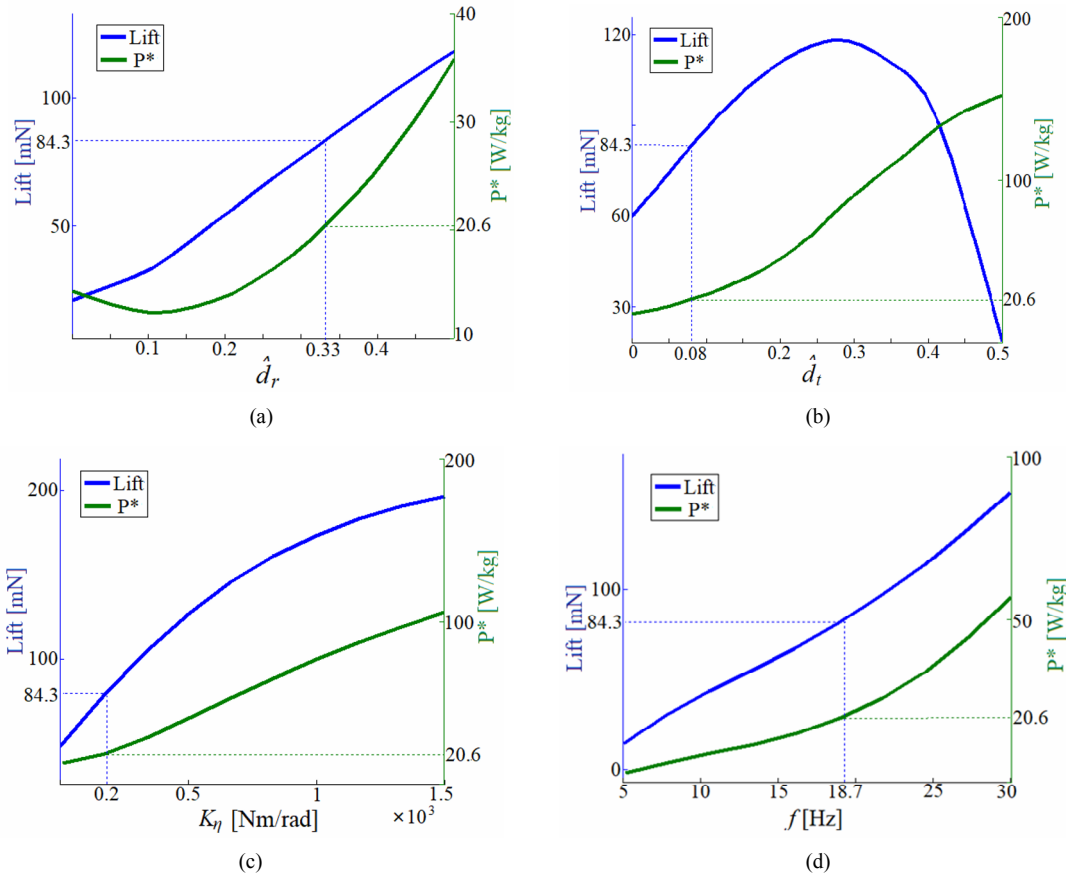 40
Lift
P*
100
30
84.3
Lift [mN]
P* [W/kg]
50
20.6
10
0.1
0.2
0.33
0.4
d̂r
(a)
200
120
Lift
P*
84.3
Lift [mN]
100
P* [W/kg]
60
30
20.6
0
0.08
0.2
0.3
0.4
0.5
d̂t
(b)
200
200
Lift
P*
Lift [mN]
100
P* [W/kg]
100
84.3
20.6
0.2
0.5
1
1.5
Kη [Nm/rad]
×10³
(c)
100
Lift
P*
100
Lift [mN]
84.3
50
P* [W/kg]
20.6
0
5
10
15
18.7
25
30
f [Hz]
(d)